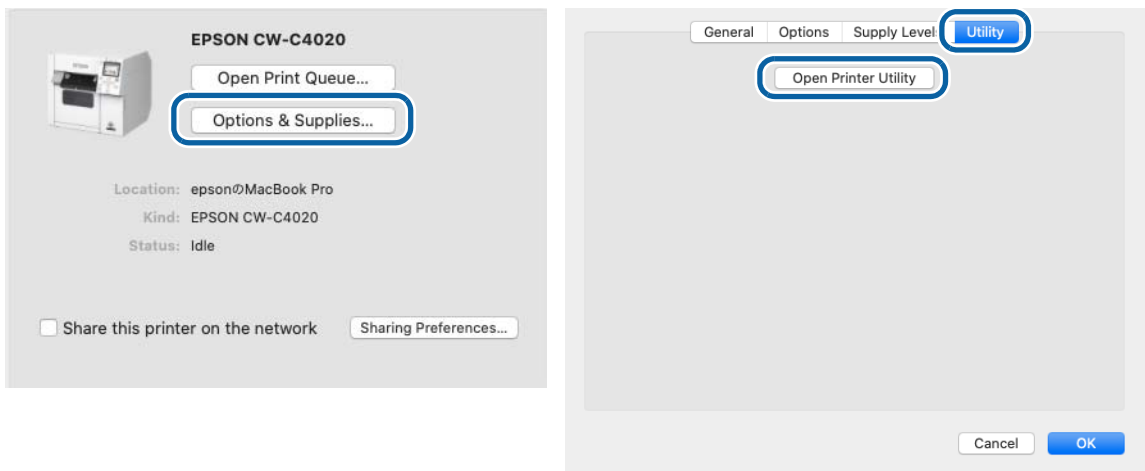 EPSON CW-C4020
Open Print Queue...
Options & Supplies...
Location: epsonのMacBook Pro
Kind: EPSON CW-C4020
Status: Idle
Share this printer on the network Sharing Preferences...
General Options Supply Level Utility
Open Printer Utility
Cancel OK